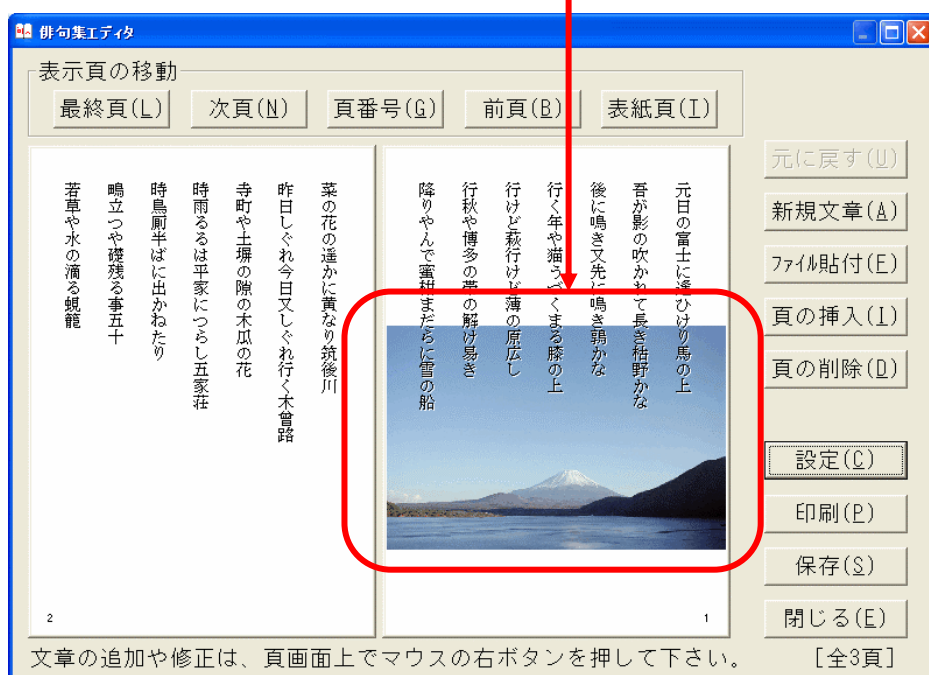 俳句集エディタ
表示頁の移動
最終頁(L)
次頁(N)
頁番号(G)
前頁(B)
表紙頁(I)
元に戻す(U)
新規文章(A)
ファイル貼付(F)
頁の挿入(I)
頁の削除(D)
設定(C)
印刷(P)
保存(S)
閉じる(E)
元日の富士に逢ひけり馬の上
吾が影の吹かれて長き枯野かな
後に鳴き又先に鳴き鶉かな
行く年や猫うづくまる膝の上
行けど萩行けど薄の原広し
行秋や博多の帯の解け易き
降りやんで蜜柑まだらに雪の船
1
菜の花の遥かに黄なり筑後川
昨日しぐれ今日又しぐれ行く木曾路
寺町や土塀の隙の木瓜の花
時雨るるは平家につらし五家荘
時鳥厠半ばに出かねたり
鴫立つや礎残る事五十
若草や水の滴る蜆籠
2
文章の追加や修正は、頁画面上でマウスの右ボタンを押して下さい。
[全3頁]